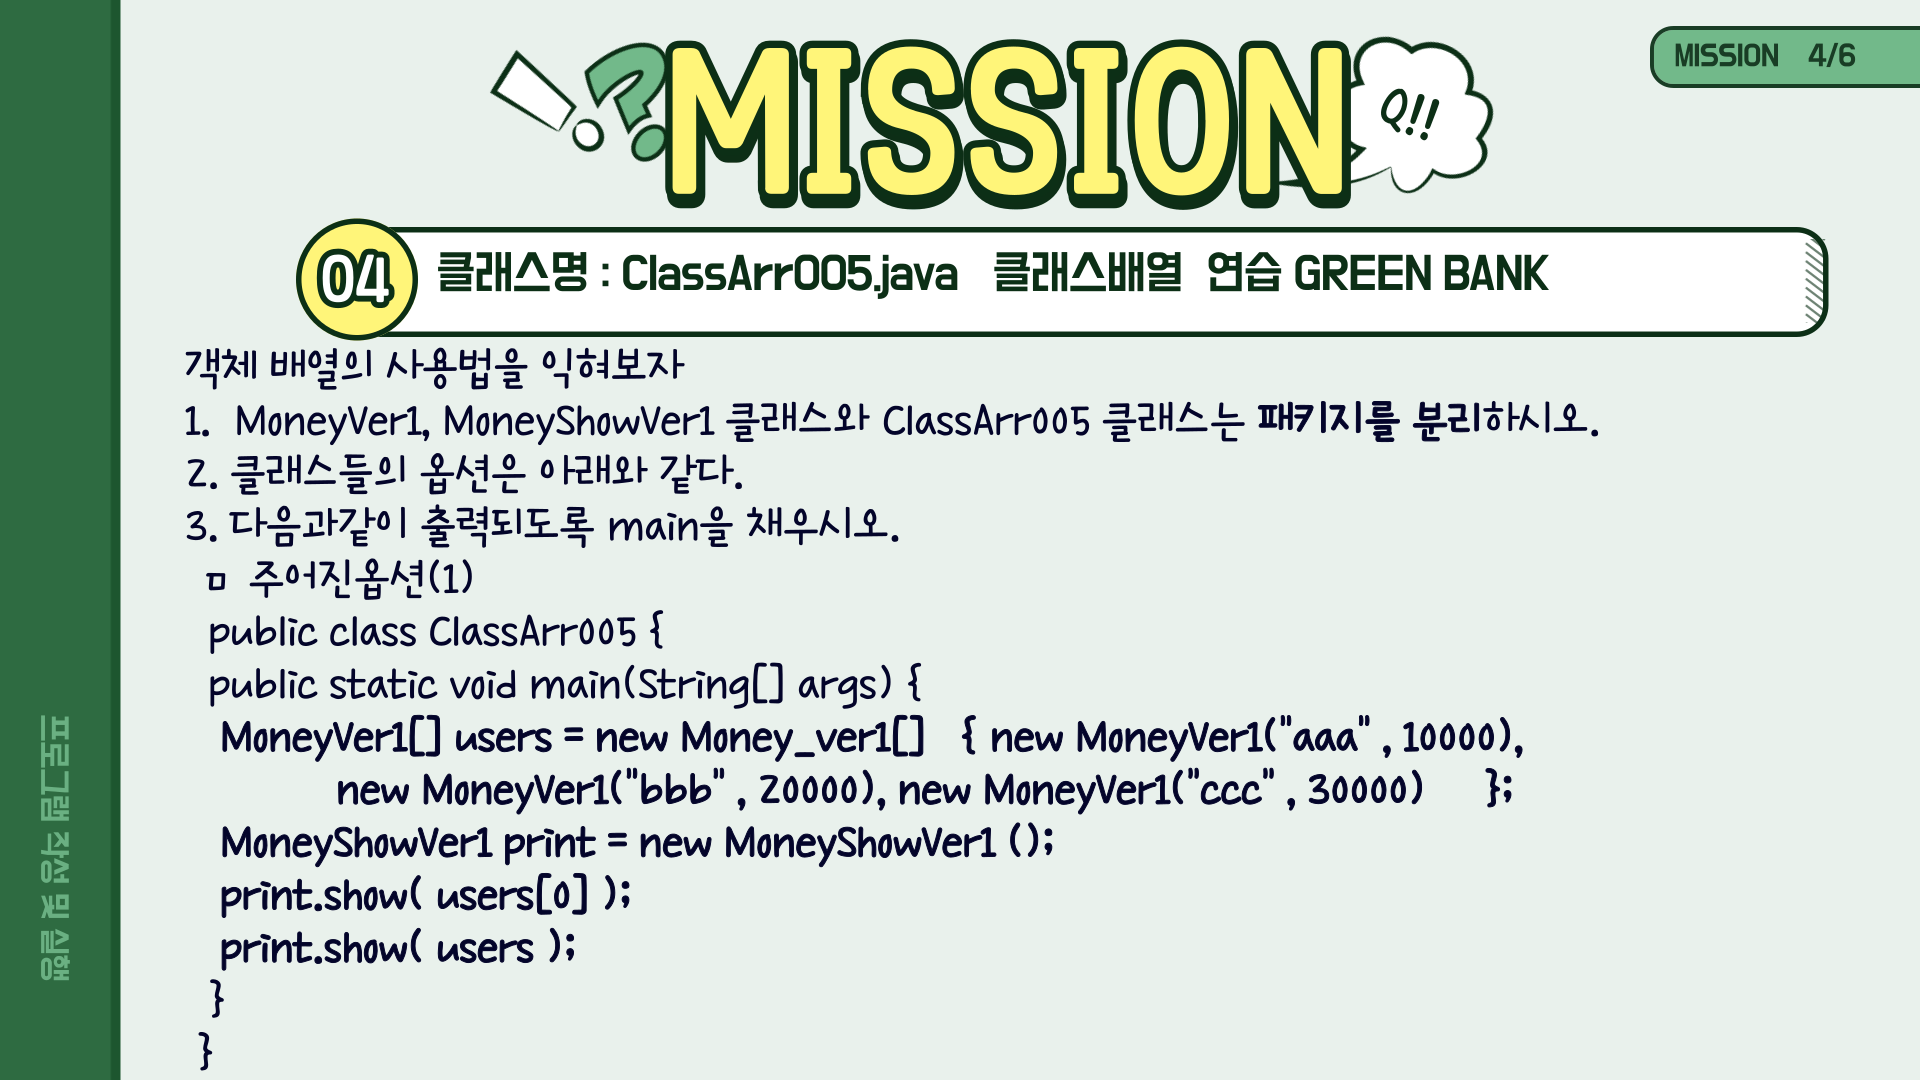 MISSION 4/6
!?
MISSION
Q!!
04
클래스명 : ClassArr005.java 클래스배열 연습 GREEN BANK
객체 배열의 사용법을 익혀보자
1. MoneyVer1, MoneyShowVer1 클래스와 ClassArr005 클래스는 패키지를 분리하시오.
2. 클래스들의 옵션은 아래와 같다.
3. 다음과같이 출력되도록 main을 채우시오.
ㅁ 주어진옵션(1)
public class ClassArr005 {
public static void main(String[] args) {
MoneyVer1[] users = new Money_ver1[] { new MoneyVer1("aaa" , 10000),
new MoneyVer1("bbb" , 20000), new MoneyVer1("ccc" , 30000) };
MoneyShowVer1 print = new MoneyShowVer1 ();
print.show( users[0] );
print.show( users );
}
}
프로그램 작성 및 실행